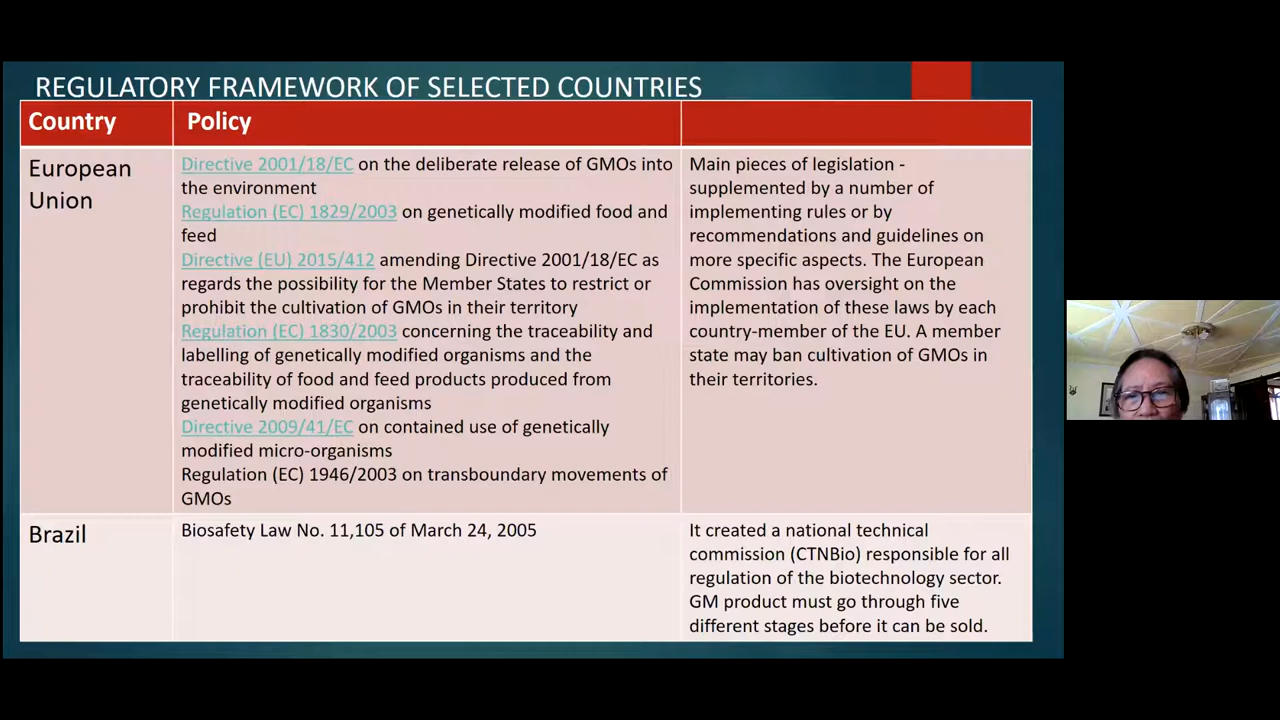 REGULATORY FRAMEWORK OF SELECTED COUNTRIES
Country
Policy
European
Union
Directive 2001/18/EC on the deliberate release of GMOs into
the environment
Regulation (EC) 1829/2003 on genetically modified food and
feed
Directive (EU) 2015/412 amending Directive 2001/18/EC as
regards the possibility for the Member States to restrict or
prohibit the cultivation of GMOs in their territory
Regulation (EC) 1830/2003 concerning the traceability and
labelling of genetically modified organisms and the
traceability of food and feed products produced from
genetically modified organisms
Directive 2009/41/EC on contained use of genetically
modified micro-organisms
Regulation (EC) 1946/2003 on transboundary movements of
GMOs
Main pieces of legislation -
supplemented by a number of
implementing rules or by
recommendations and guidelines on
more specific aspects. The European
Commission has oversight on the
implementation of these laws by each
country-member of the EU. A member
state may ban cultivation of GMOs in
their territories.
Brazil
Biosafety Law No. 11,105 of March 24, 2005
It created a national technical
commission (CTNBio) responsible for all
regulation of the biotechnology sector.
GM product must go through five
different stages before it can be sold.